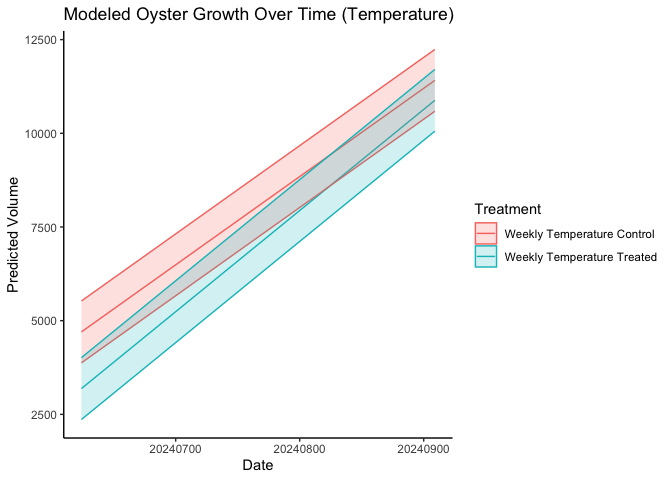 Modeled Oyster Growth Over Time (Temperature)
12500
10000
7500
5000
2500
Predicted Volume
20240700 20240800 20240900
Date
Treatment
Weekly Temperature Control
Weekly Temperature Treated